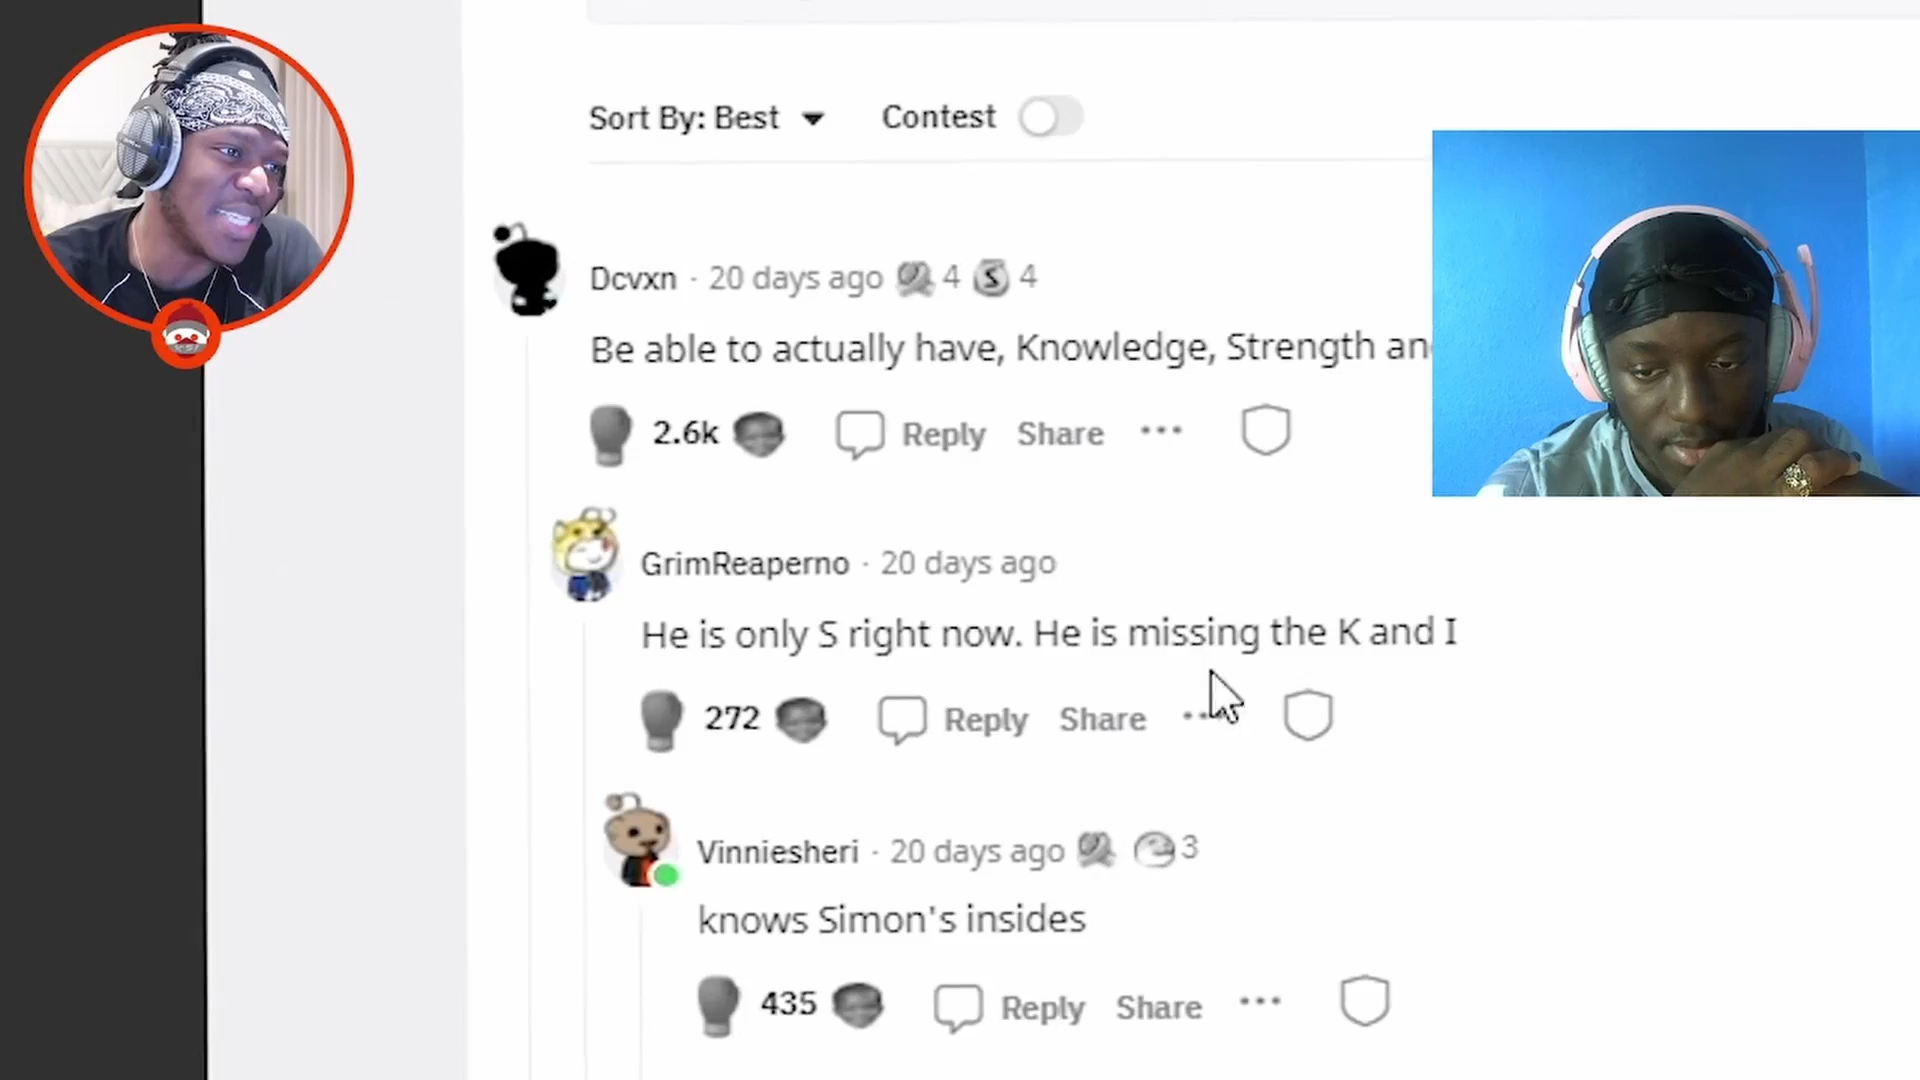 Sort By: Best
Contest
Dcvxn · 20 days ago 4 S 4
Be able to actually have, Knowledge, Strength an
2.6k Reply Share ...
GrimReaperno · 20 days ago
He is only S right now. He is missing the K and I
272 Reply Share ...
Vinniesheri · 20 days ago 3
knows Simon's insides
435 Reply Share ...